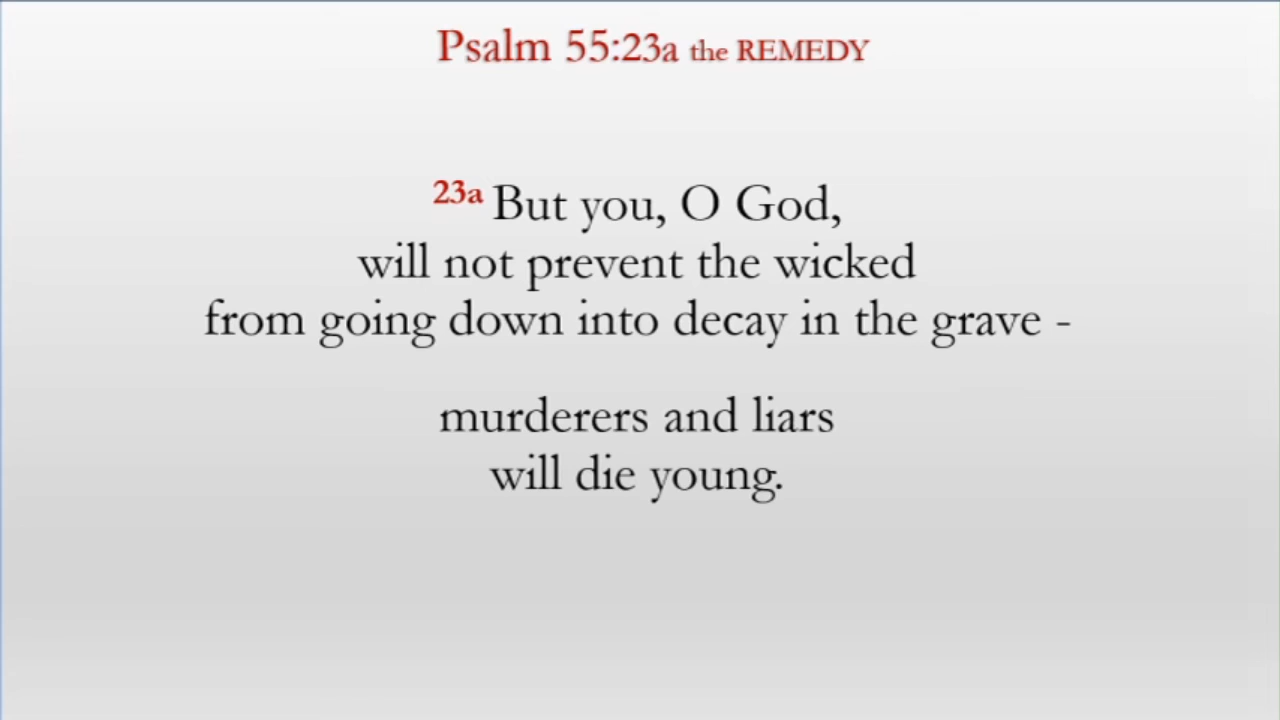 Psalm 55:23a the REMEDY
23a But you, O God,
will not prevent the wicked
from going down into decay in the grave -
murderers and liars
will die young.